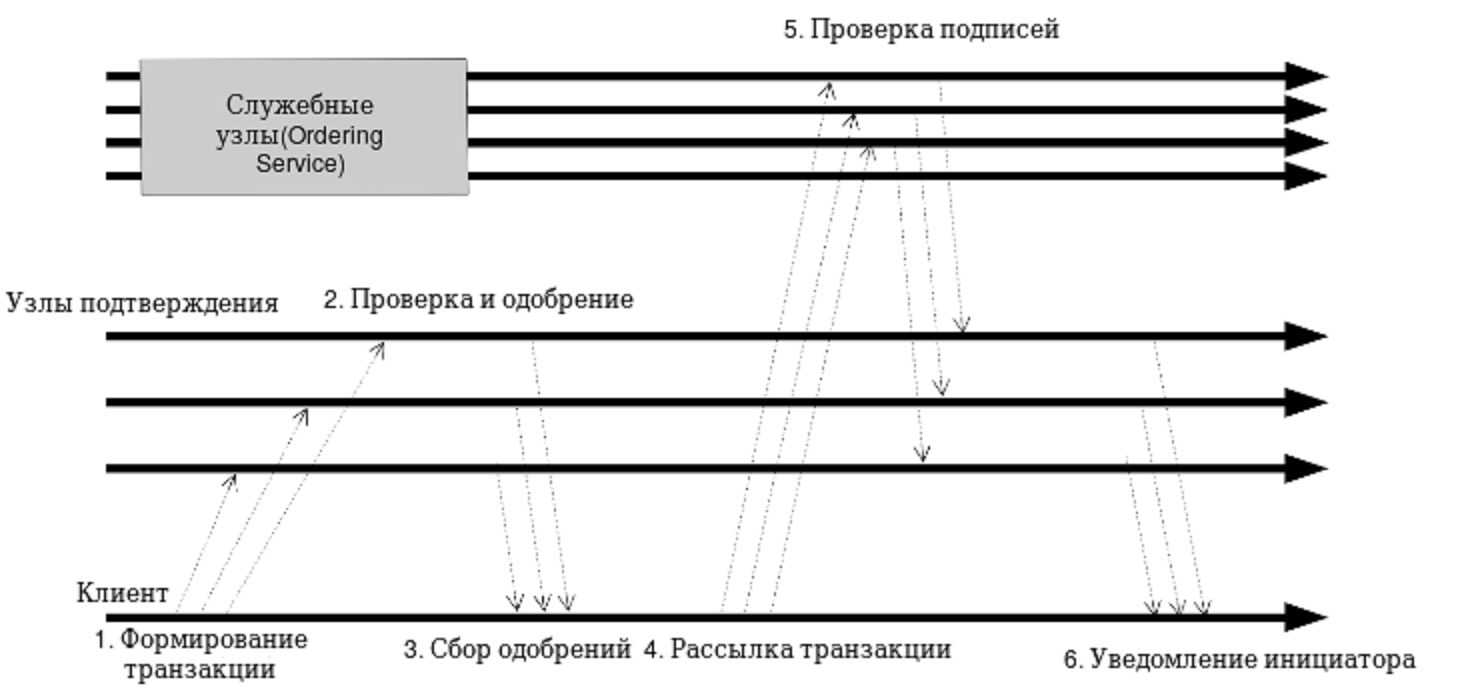 5. Проверка подписей
Служебные
узлы(Ordering
Service)
Узлы подтверждения
2. Проверка и одобрение
Клиент
1. Формирование
транзакции
3. Сбор одобрений
4. Рассылка транзакции
6. Уведомление инициатора